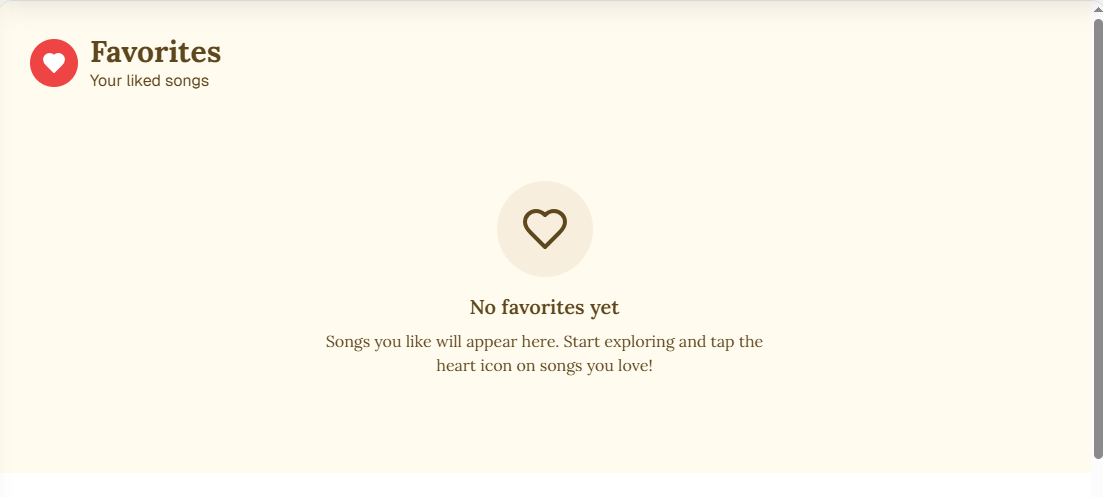 Favorites
Your liked songs
No favorites yet
Songs you like will appear here. Start exploring and tap the
heart icon on songs you love!